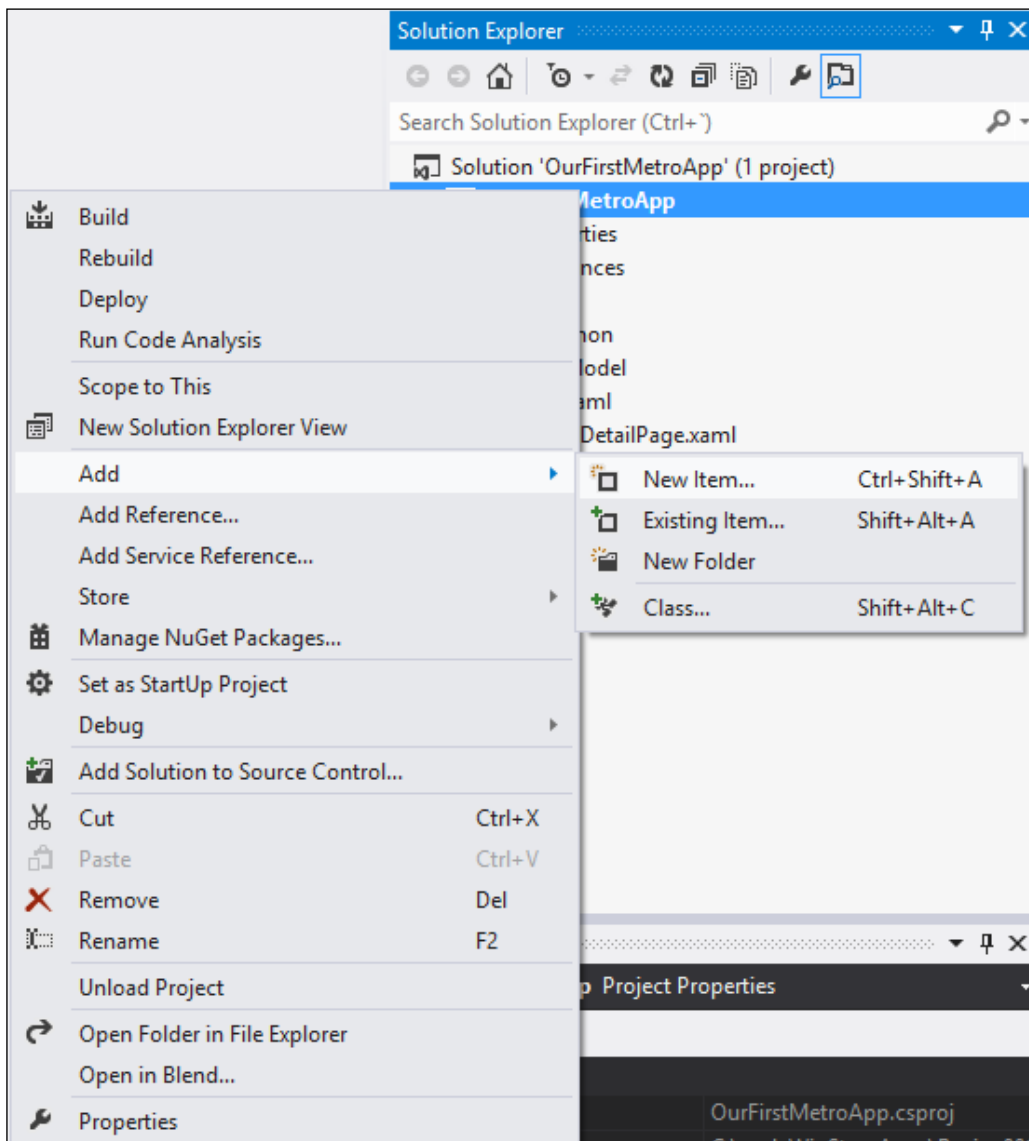 Solution Explorer
Search Solution Explorer (Ctrl+`)
Solution 'OurFirstMetroApp' (1 project)
MetroApp
rties
nces
non
lodel
aml
DetailPage.xaml
Build
Rebuild
Deploy
Run Code Analysis
Scope to This
New Solution Explorer View
Add
Add Reference...
Add Service Reference...
Store
Manage NuGet Packages...
Set as StartUp Project
Debug
Add Solution to Source Control...
Cut Ctrl+X
Paste Ctrl+V
Remove Del
Rename F2
Unload Project
Open Folder in File Explorer
Open in Blend...
Properties
New Item... Ctrl+Shift+A
Existing Item... Shift+Alt+A
New Folder
Class... Shift+Alt+C
p Project Properties
OurFirstMetroApp.csproj